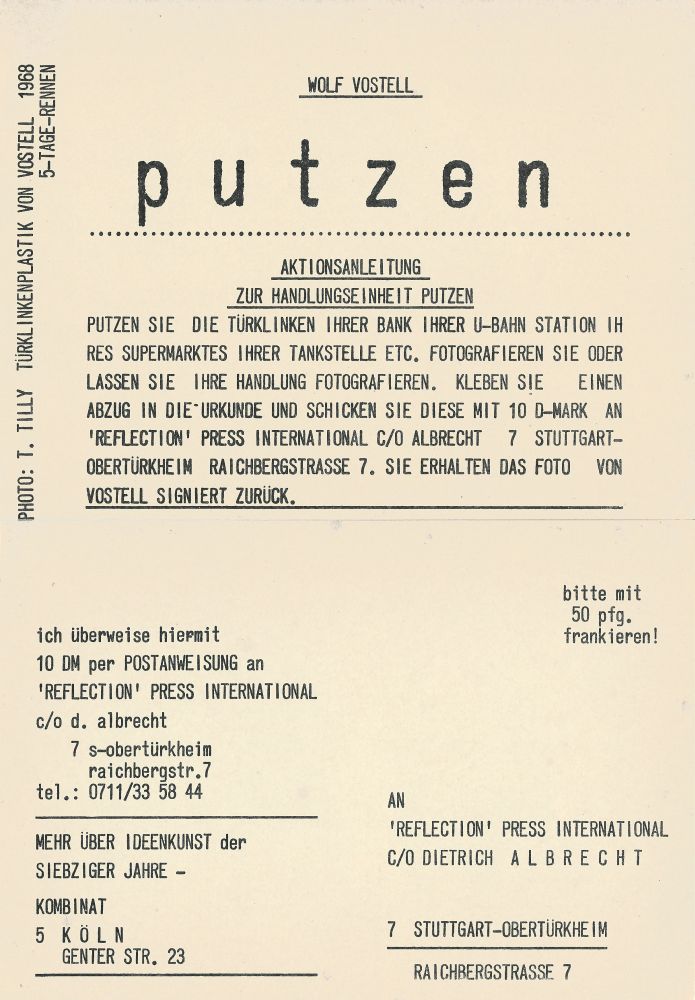 PHOTO: T. TILLY TÜRKLINKENPLASTIK VON VOSTELL 1968
5-TAGE-RENNEN
WOLF VOSTELL
putzen
AKTIONSANLEITUNG
ZUR HANDLUNGSEINHEIT PUTZEN
PUTZEN SIE DIE TÜRKLINKEN IHRER BANK IHRER U-BAHN STATION IH
RES SUPERMARKTES IHRER TANKSTELLE ETC. FOTOGRAFIEREN SIE ODER
LASSEN SIE IHRE HANDLUNG FOTOGRAFIEREN. KLEBEN SIE EINEN
ABZUG IN DIE URKUNDE UND SCHICKEN SIE DIESE MIT 10 D-MARK AN
'REFLECTION' PRESS INTERNATIONAL C/O ALBRECHT 7 STUTTGART-
OBERTÜRKHEIM RAICHBERGSTRASSE 7. SIE ERHALTEN DAS FOTO VON
VOSTELL SIGNIERT ZURÜCK.
bitte mit
50 pfg.
frankieren!
ich überweise hiermit
10 DM per POSTANWEISUNG an
'REFLECTION' PRESS INTERNATIONAL
c/o d. albrecht
7 s-obertürkheim
raichbergstr.7
tel.: 0711/33 58 44
MEHR ÜBER IDEENKUNST der
SIEBZIGER JAHRE -
KOMBINAT
5 KÖLN
GENTER STR. 23
AN
'REFLECTION' PRESS INTERNATIONAL
C/O DIETRICH ALBRECHT
7 STUTTGART-OBERTÜRKHEIM
RAICHBERGSTRASSE 7